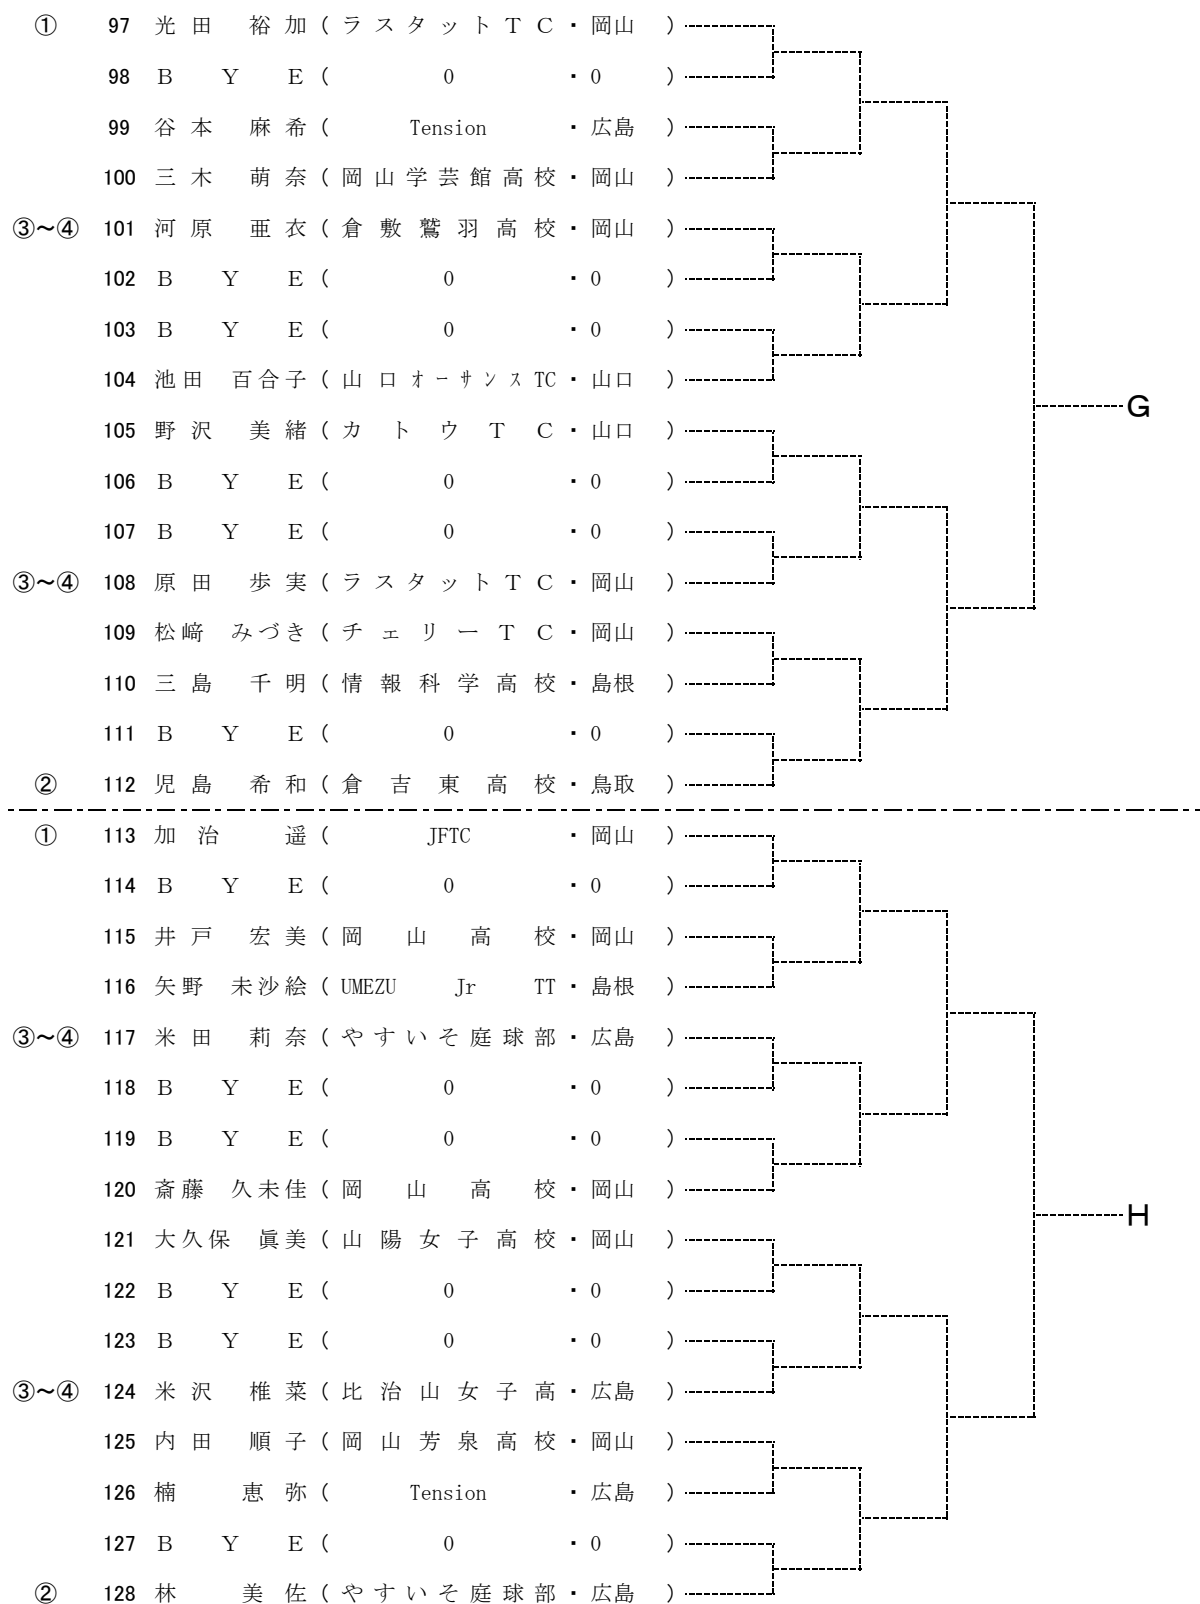 ① 97 光田 裕加 (ラスタットTC・岡山)
98 B Y E ( 0 ・ 0 )
99 谷本 麻希 ( Tension ・ 広島 )
100 三木 萌奈 (岡山学芸館高校・岡山)
③~④ 101 河原 亜衣 (倉敷鷲羽高校・岡山)
102 B Y E ( 0 ・ 0 )
103 B Y E ( 0 ・ 0 )
104 池田 百合子 (山口オーサンスTC・山口)
G
105 野沢 美緒 (カトウTC・山口)
106 B Y E ( 0 ・ 0 )
107 B Y E ( 0 ・ 0 )
③~④ 108 原田 歩実 (ラスタットTC・岡山)
109 松﨑 みづき (チェリーTC・岡山)
110 三島 千明 (情報科学高校・島根)
111 B Y E ( 0 ・ 0 )
② 112 児島 希和 (倉吉東高校・鳥取)
① 113 加治 遥 ( JFTC ・ 岡山 )
114 B Y E ( 0 ・ 0 )
115 井戸 宏美 (岡山高校・岡山)
116 矢野 未沙絵 (UMEZU Jr TT・島根)
③~④ 117 米田 莉奈 (やすいそ庭球部・広島)
118 B Y E ( 0 ・ 0 )
119 B Y E ( 0 ・ 0 )
120 斎藤 久未佳 (岡山高校・岡山)
H
121 大久保 眞美 (山陽女子高校・岡山)
122 B Y E ( 0 ・ 0 )
123 B Y E ( 0 ・ 0 )
③~④ 124 米沢 椎菜 (比治山女子高・広島)
125 内田 順子 (岡山芳泉高校・岡山)
126 楠 恵弥 ( Tension ・ 広島 )
127 B Y E ( 0 ・ 0 )
② 128 林 美佐 (やすいそ庭球部・広島)